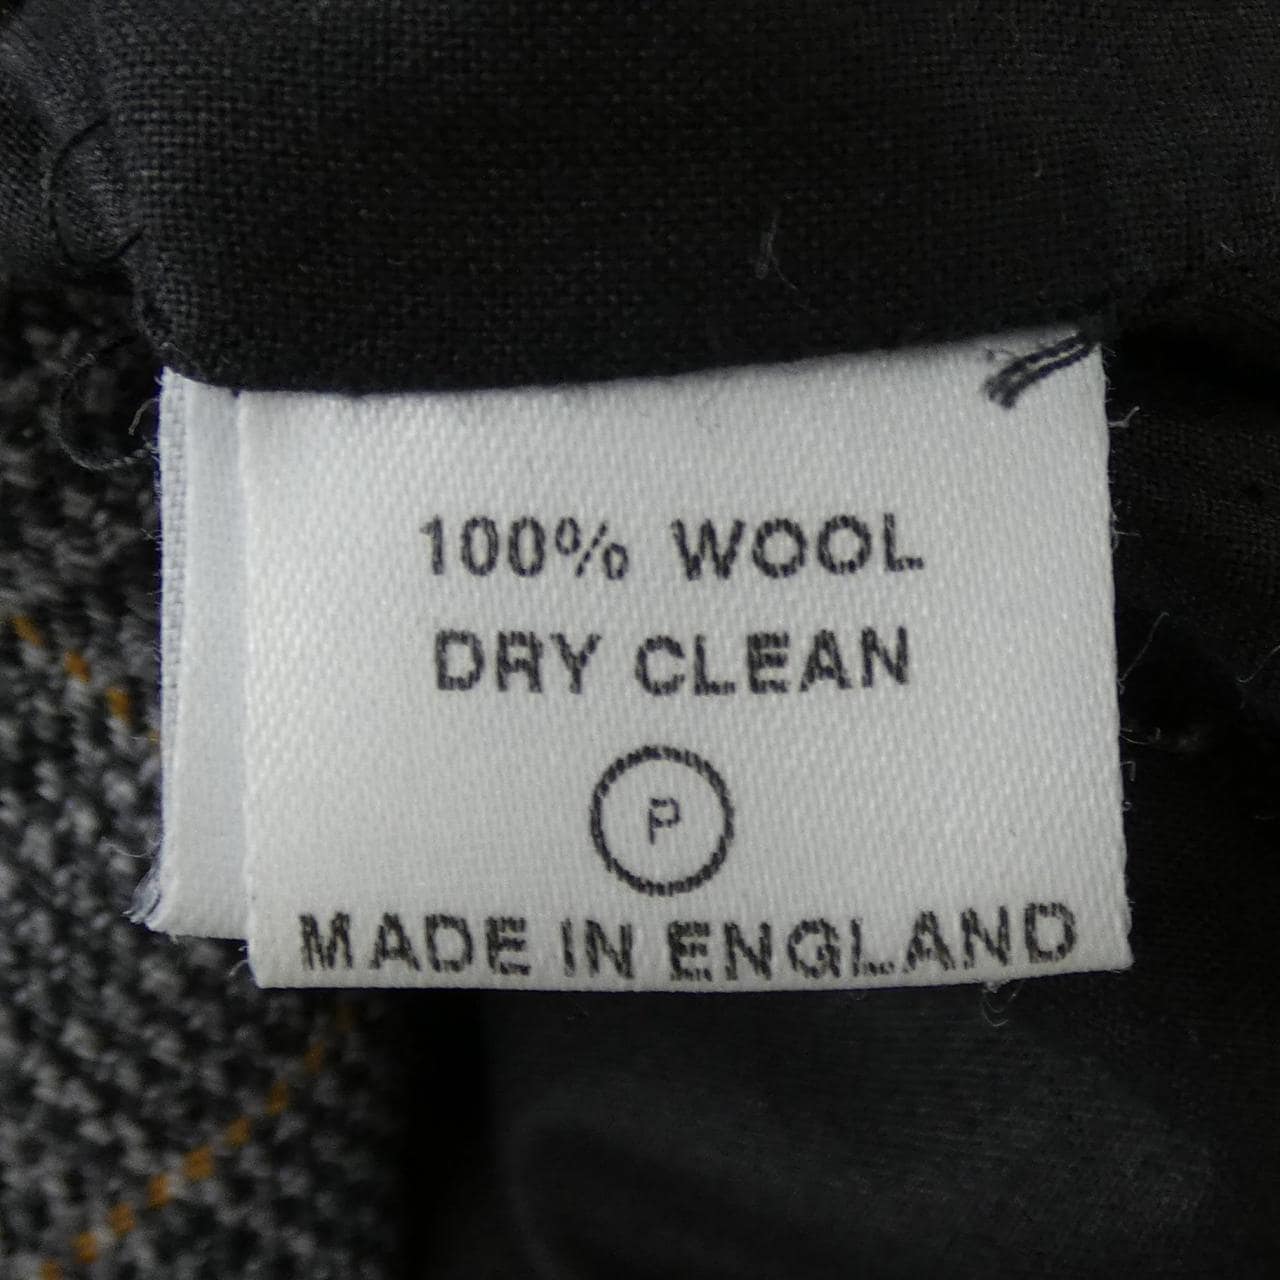 100% WOOL
DRY CLEAN
P
MADE IN ENGLAND